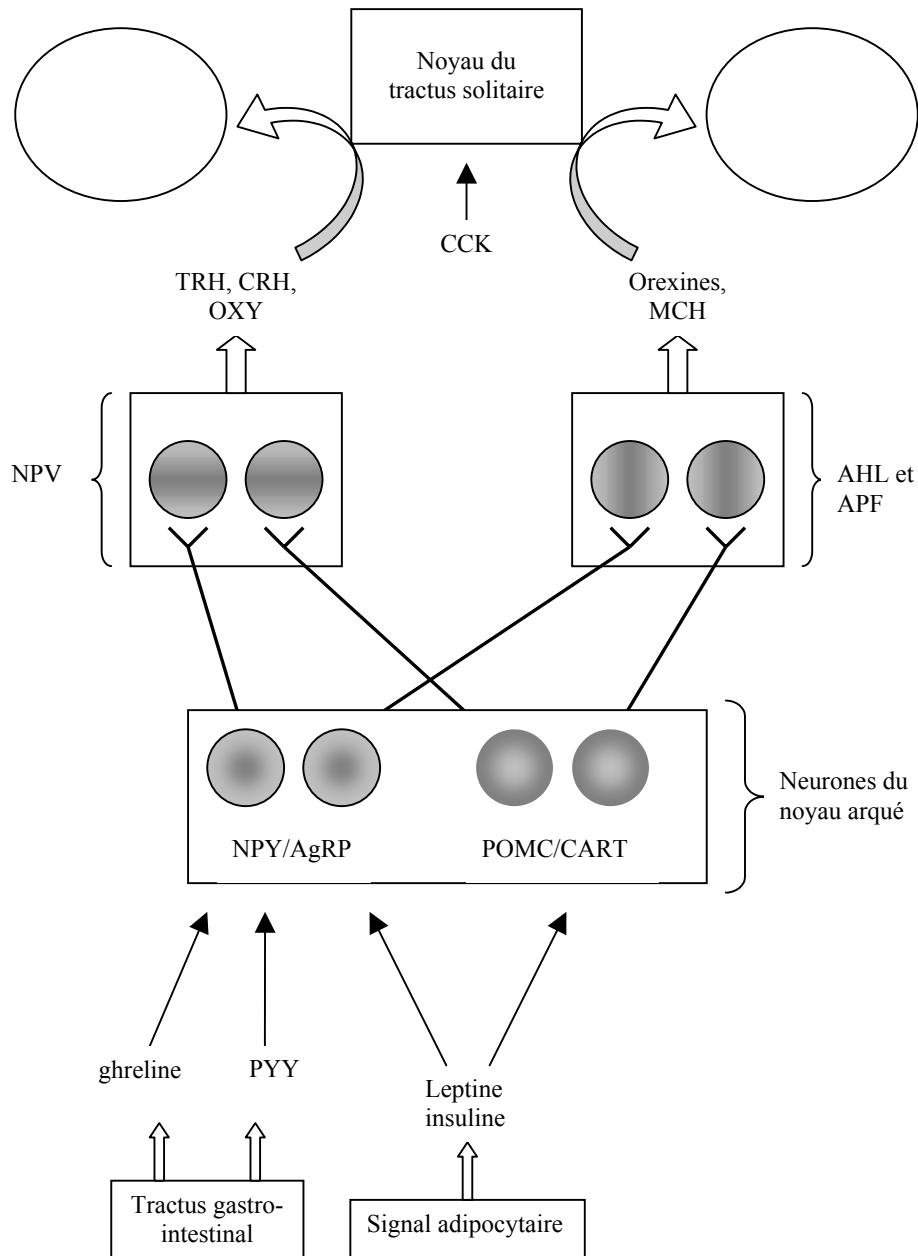 Noyau du
tractus solitaire
CCK
TRH, CRH,
OXY
Orexines,
MCH
NPV
AHL et
APF
Neurones du
noyau arqué
NPY/AgRP
POMC/CART
ghreline
PYY
Leptine
insuline
Tractus gastro-
intestinal
Signal adipocytaire